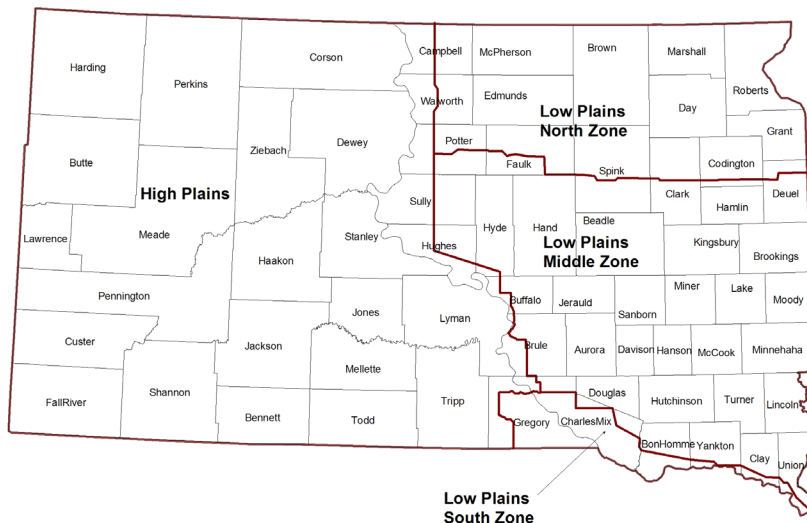 Harding
Perkins
Corson
Campbell
McPherson
Brown
Marshall
Roberts
Walworth
Edmunds
Day
Low Plains
North Zone
Grant
Butte
Ziebach
Dewey
Potter
Faulk
Spink
Codington
High Plains
Sully
Clark
Hamlin
Deuel
Lawrence
Meade
Stanley
Hughes
Hyde
Hand
Beadle
Low Plains
Middle Zone
Kingsbury
Brookings
Haakon
Pennington
Jones
Lyman
Buffalo
Jerauld
Sanborn
Miner
Lake
Moody
Custer
Jackson
Mellette
Brule
Aurora
Davison
Hanson
McCook
Minnehaha
FallRiver
Shannon
Bennett
Todd
Tripp
Gregory
CharlesMix
Douglas
Hutchinson
Turner
Lincoln
BonHomme
Yankton
Clay
Union
Low Plains
South Zone